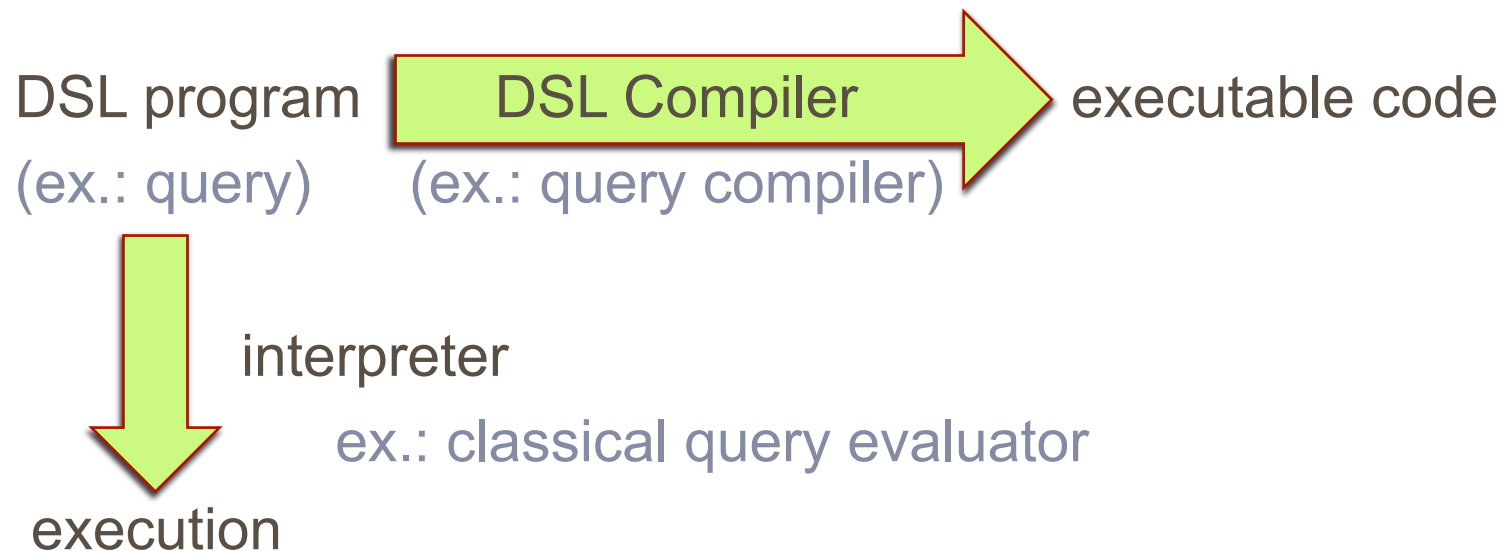 DSL program DSL Compiler executable code
(ex.: query) (ex.: query compiler)
interpreter
ex.: classical query evaluator
execution